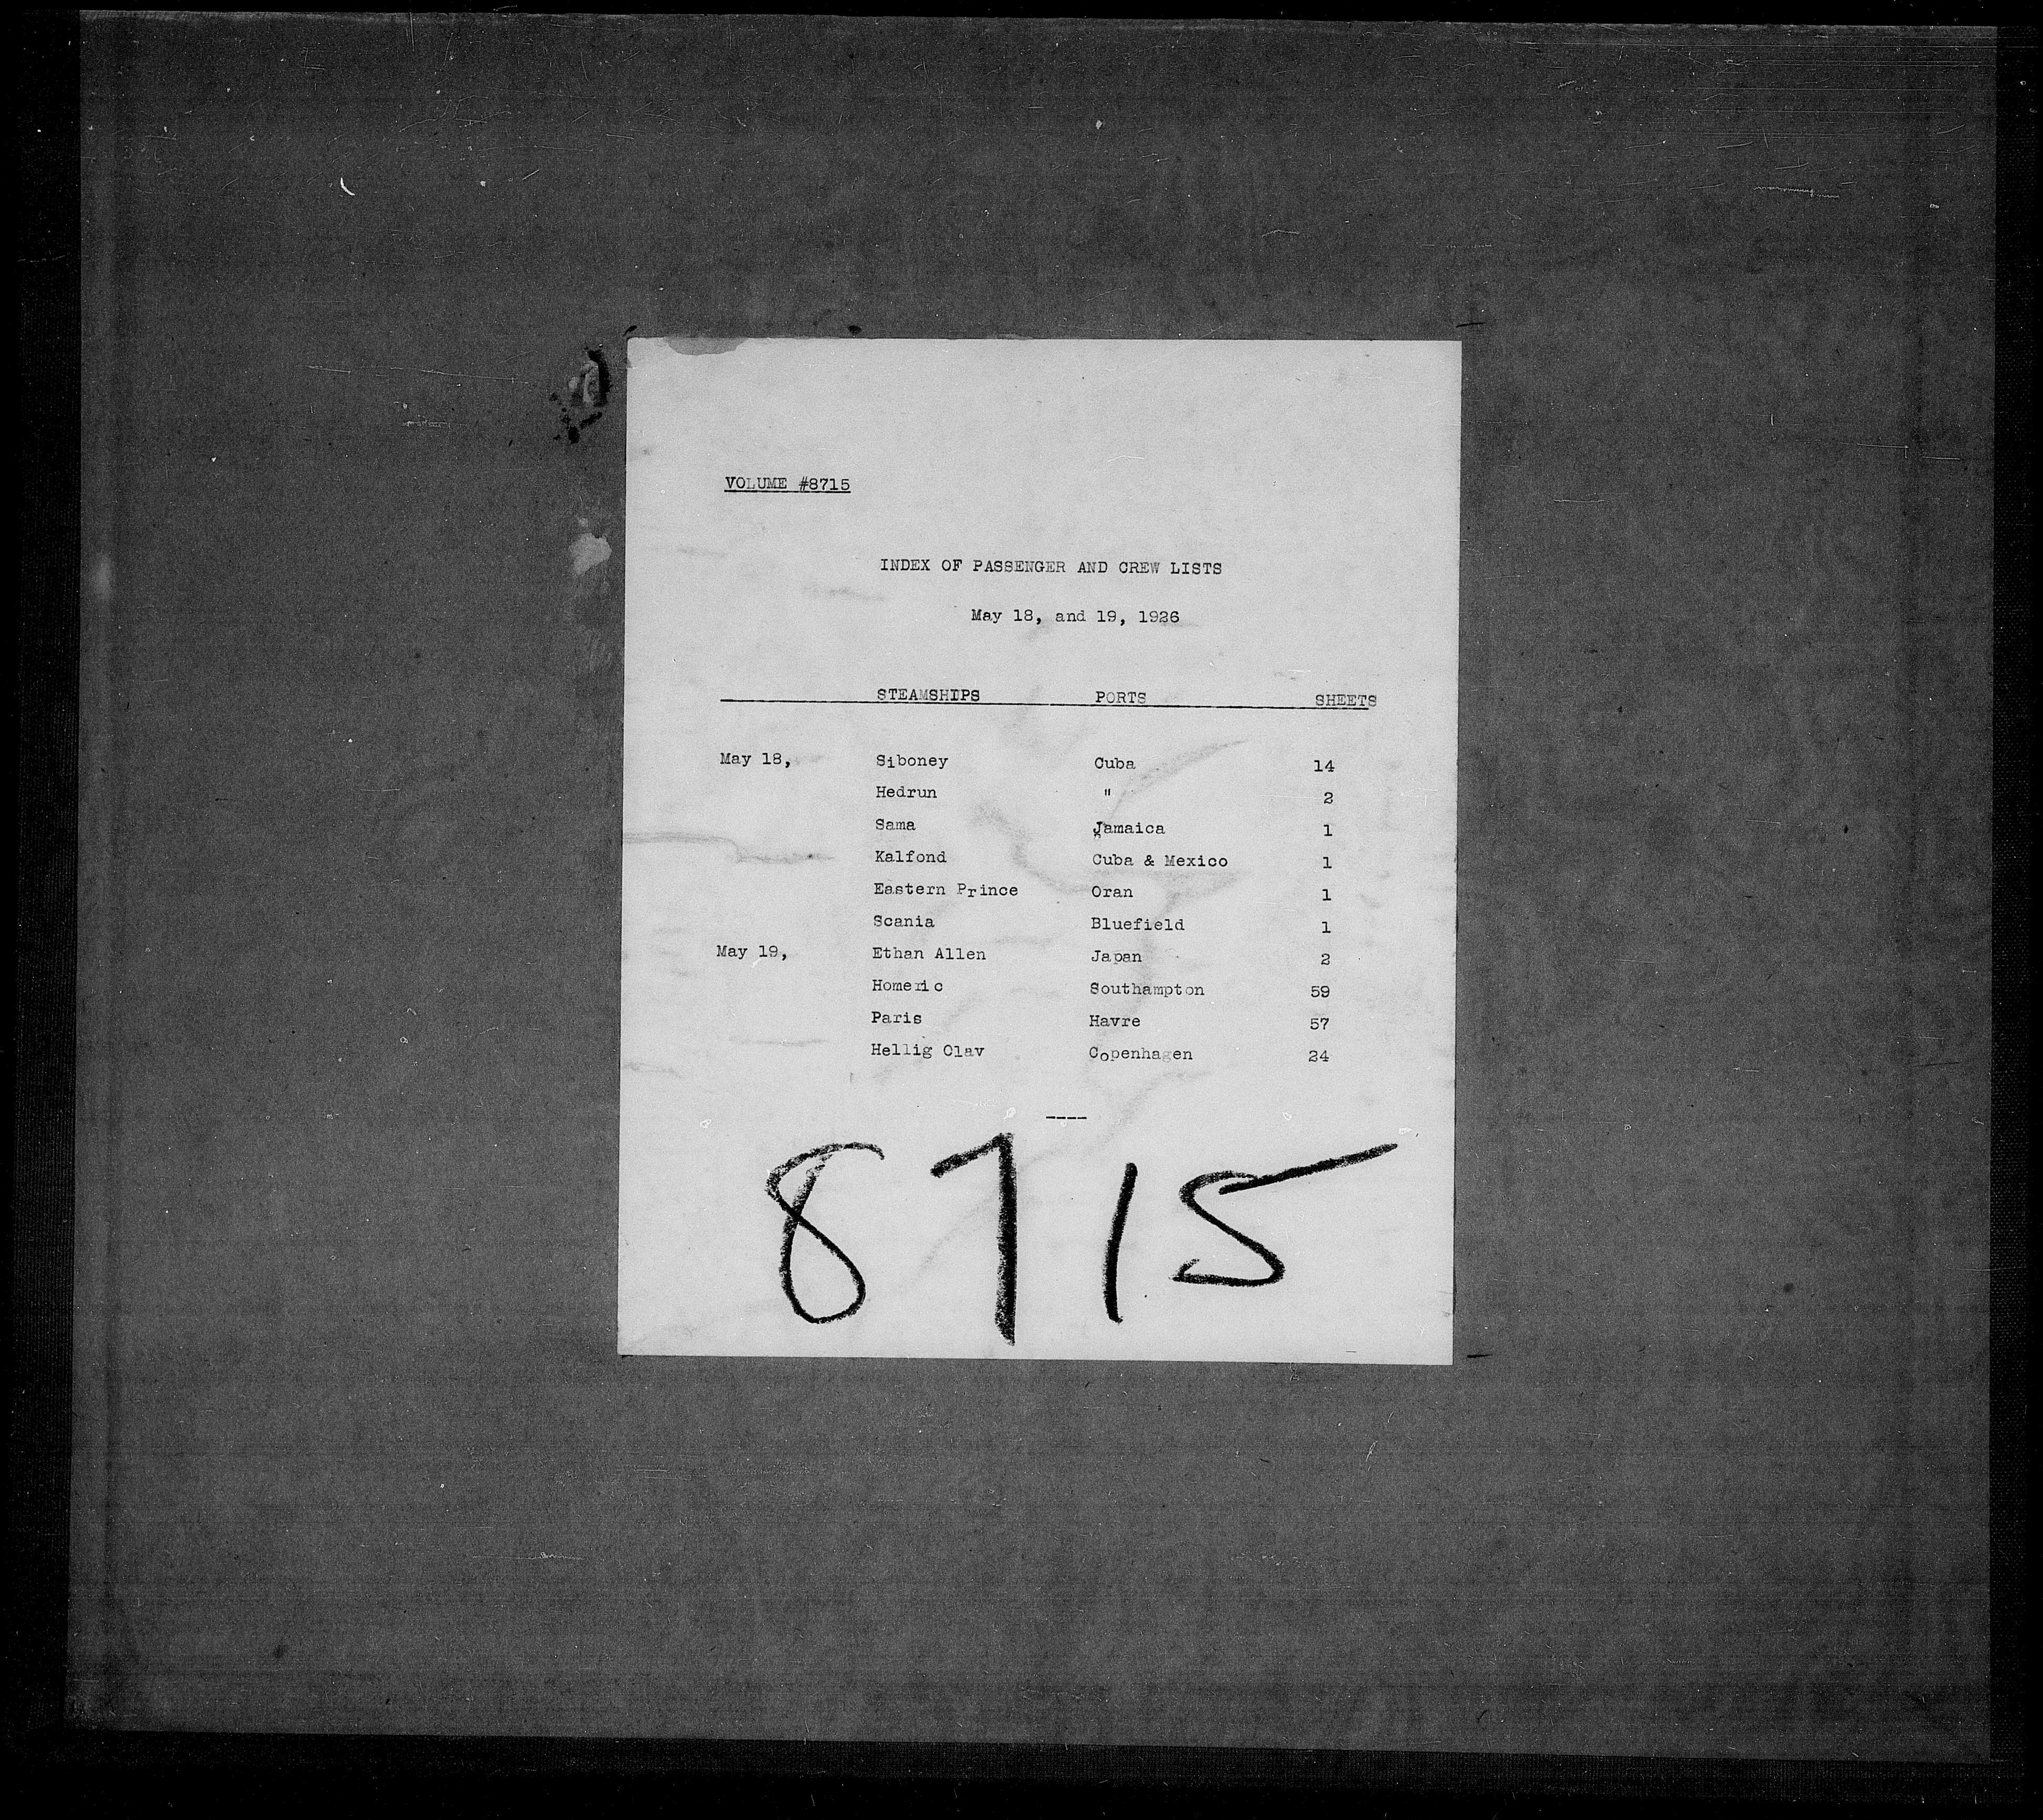 VOLUME #8715
INDEX OF PASSENGER AND CREW LISTS
May 18, and 19, 1926
STEAMSHIPS PORTS SHEETS
May 18, Siboney Cuba 14
Hedrun " 2
Sama Jamaica 1
Kalfond Cuba & Mexico 1
Eastern Prince Oran 1
Scania Bluefield 1
May 19, Ethan Allen Japan 2
Homeric Southampton 59
Paris Havre 57
Hellig Olav Copenhagen 24
----
8715